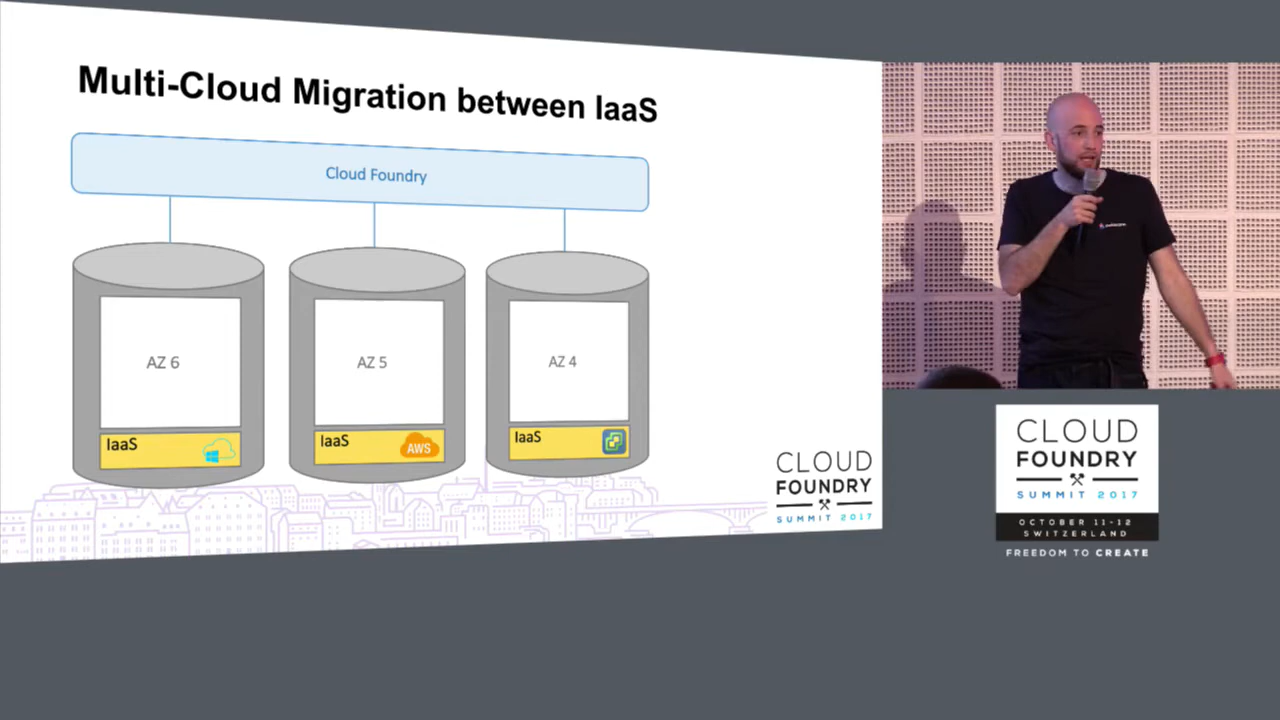 Multi-Cloud Migration between IaaS
Cloud Foundry
AZ 6
AZ 5
AZ 4
IaaS
IaaS
AWS
IaaS
CLOUD
FOUNDRY
SUMMIT 2017
CLOUD
FOUNDRY
SUMMIT 2017
OCTOBER 11-12
SWITZERLAND
FREEDOM TO CREATE